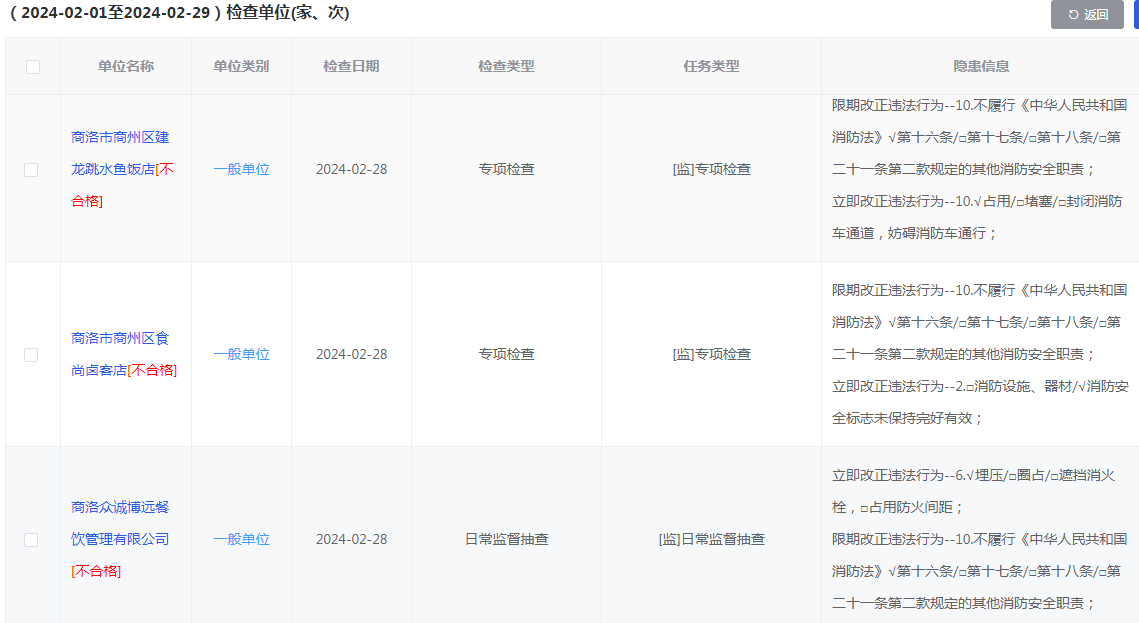 （2024-02-01至2024-02-29）检查单位(家、次)
返回
单位名称
单位类别
检查日期
检查类型
任务类型
隐患信息
商洛市商州区建
龙跳水鱼饭店[不
合格]
一般单位
2024-02-28
专项检查
[监]专项检查
限期改正违法行为--10.不履行《中华人民共和国
消防法》√第十六条/□第十七条/□第十八条/□第
二十一条第二款规定的其他消防安全职责；
立即改正违法行为--10.√占用/□堵塞/□封闭消防
车通道，妨碍消防车通行；
商洛市商州区食
尚卤客店[不合格]
一般单位
2024-02-28
专项检查
[监]专项检查
限期改正违法行为--10.不履行《中华人民共和国
消防法》√第十六条/□第十七条/□第十八条/□第
二十一条第二款规定的其他消防安全职责；
立即改正违法行为--2.□消防设施、器材/√消防安
全标志未保持完好有效；
商洛众诚博远餐
饮管理有限公司
[不合格]
一般单位
2024-02-28
日常监督抽查
[监]日常监督抽查
立即改正违法行为--6.√埋压/□圈占/□遮挡消火
栓，□占用防火间距；
限期改正违法行为--10.不履行《中华人民共和国
消防法》√第十六条/□第十七条/□第十八条/□第
二十一条第二款规定的其他消防安全职责；